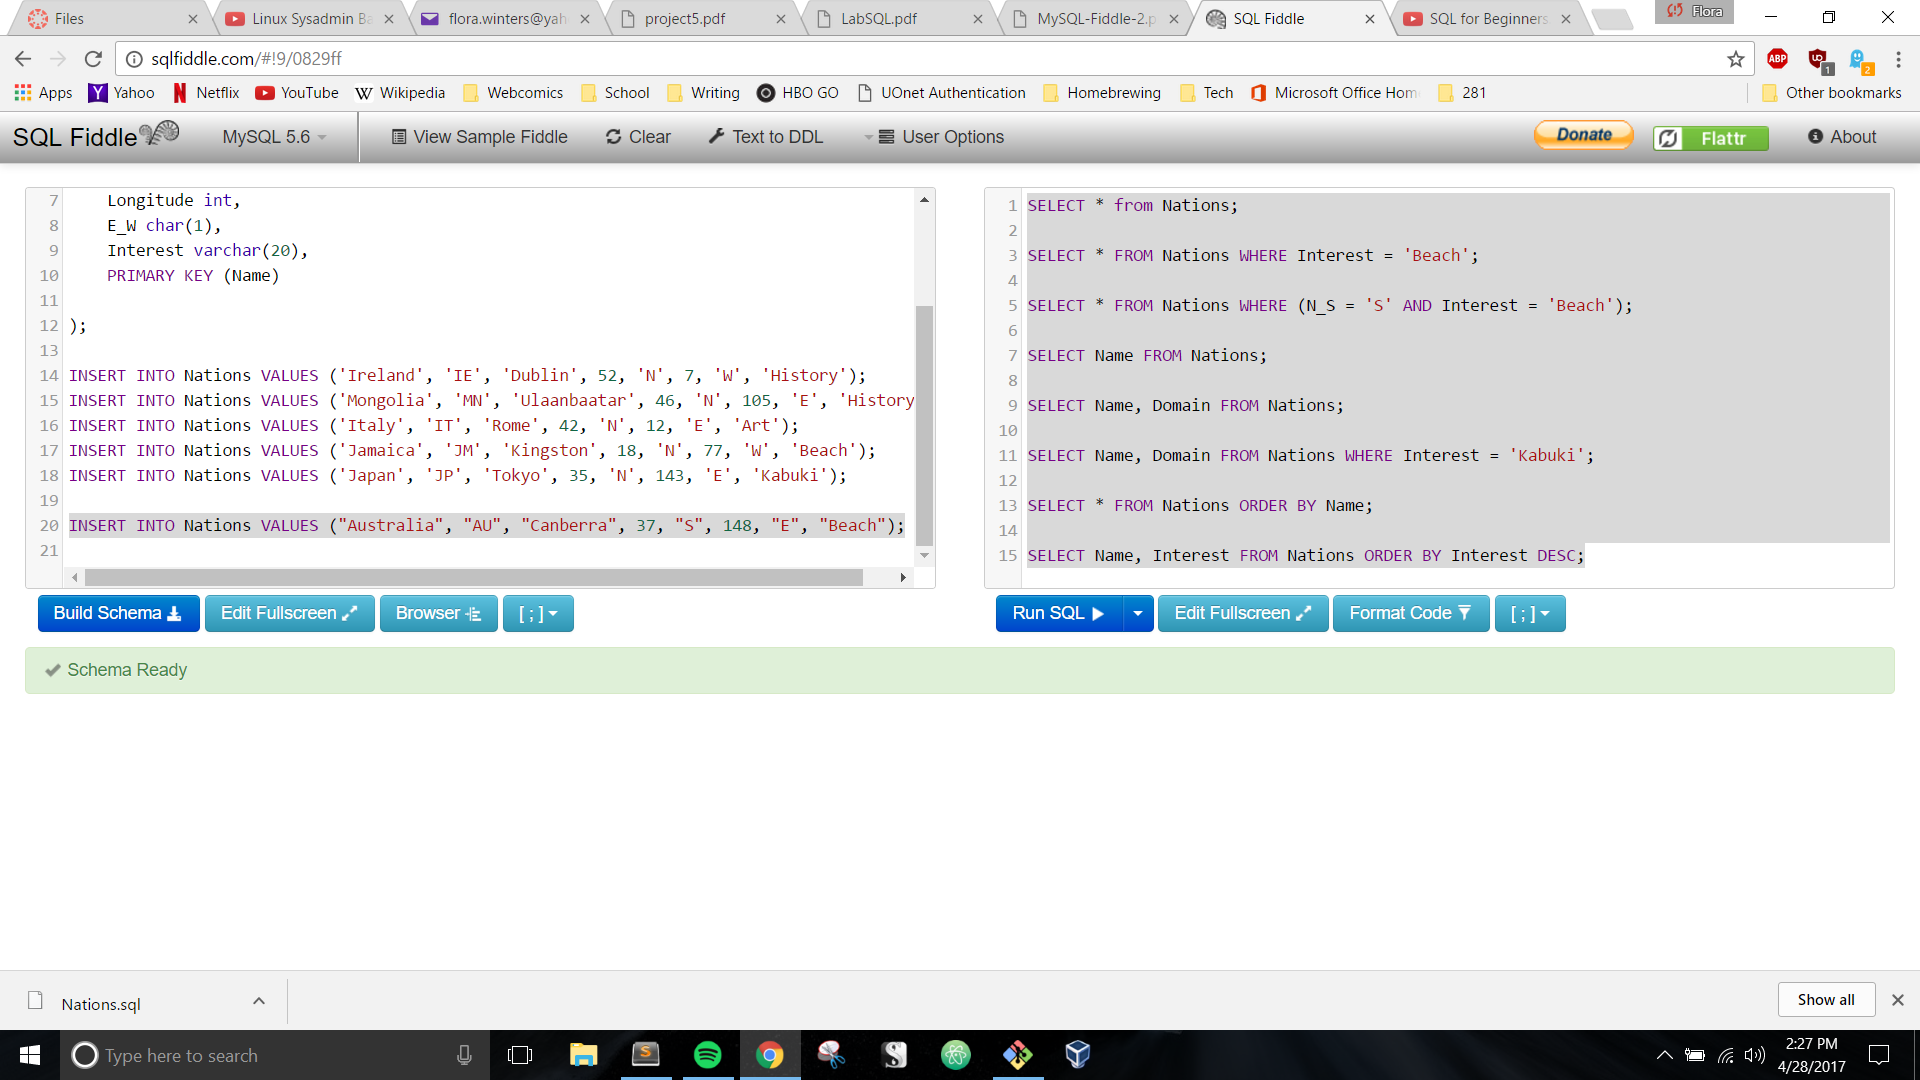 Files
Linux Sysadmin Ba
flora.winters@yah
project5.pdf
LabSQL.pdf
MySQL-Fiddle-2.p
SQL Fiddle
SQL for Beginners
Flora
sqlfiddle.com/#!9/0829ff
ABP
1
2
Apps
Yahoo
Netflix
YouTube
Wikipedia
Webcomics
School
Writing
HBO GO
UOnet Authentication
Homebrewing
Tech
Microsoft Office Hom
281
Other bookmarks
SQL Fiddle
MySQL 5.6
View Sample Fiddle
Clear
Text to DDL
User Options
Donate
Flattr
About
7 Longitude int,
8 E_W char(1),
9 Interest varchar(20),
10 PRIMARY KEY (Name)
11
12 );
13
14 INSERT INTO Nations VALUES ('Ireland', 'IE', 'Dublin', 52, 'N', 7, 'W', 'History');
15 INSERT INTO Nations VALUES ('Mongolia', 'MN', 'Ulaanbaatar', 46, 'N', 105, 'E', 'History
16 INSERT INTO Nations VALUES ('Italy', 'IT', 'Rome', 42, 'N', 12, 'E', 'Art');
17 INSERT INTO Nations VALUES ('Jamaica', 'JM', 'Kingston', 18, 'N', 77, 'W', 'Beach');
18 INSERT INTO Nations VALUES ('Japan', 'JP', 'Tokyo', 35, 'N', 143, 'E', 'Kabuki');
19
20 INSERT INTO Nations VALUES ("Australia", "AU", "Canberra", 37, "S", 148, "E", "Beach");
21
1 SELECT * from Nations;
2
3 SELECT * FROM Nations WHERE Interest = 'Beach';
4
5 SELECT * FROM Nations WHERE (N_S = 'S' AND Interest = 'Beach');
6
7 SELECT Name FROM Nations;
8
9 SELECT Name, Domain FROM Nations;
10
11 SELECT Name, Domain FROM Nations WHERE Interest = 'Kabuki';
12
13 SELECT * FROM Nations ORDER BY Name;
14
15 SELECT Name, Interest FROM Nations ORDER BY Interest DESC;
Build Schema
Edit Fullscreen
Browser
[ ; ]
Run SQL
Edit Fullscreen
Format Code
[ ; ]
Schema Ready
Nations.sql
Show all
Type here to search
2:27 PM
4/28/2017